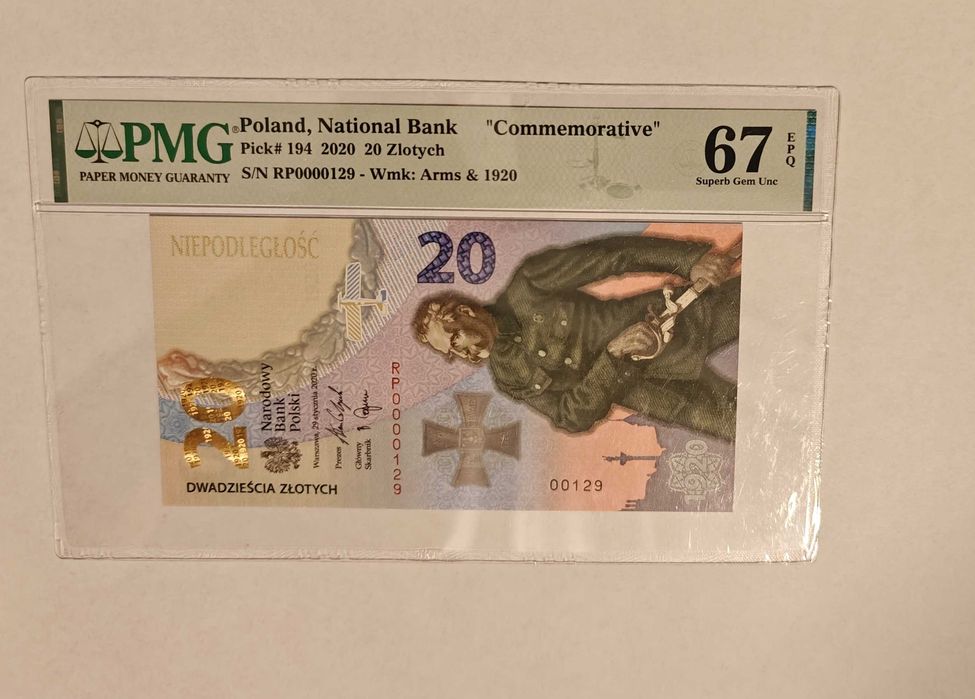 PMG®
PAPER MONEY GUARANTY
Poland, National Bank "Commemorative"
Pick# 194 2020 20 Zlotych
S/N RP0000129 - Wmk: Arms & 1920
67
EPQ
Superb Gem Unc
NIEPODLEGŁOŚĆ
20
20
Narodowy
Bank
Polski
Warszawa, 29 stycznia 2020 r.
Prezes
Główny
Skarbnik
RP0000129
DWADZIEŚCIA ZŁOTYCH
00129
1920